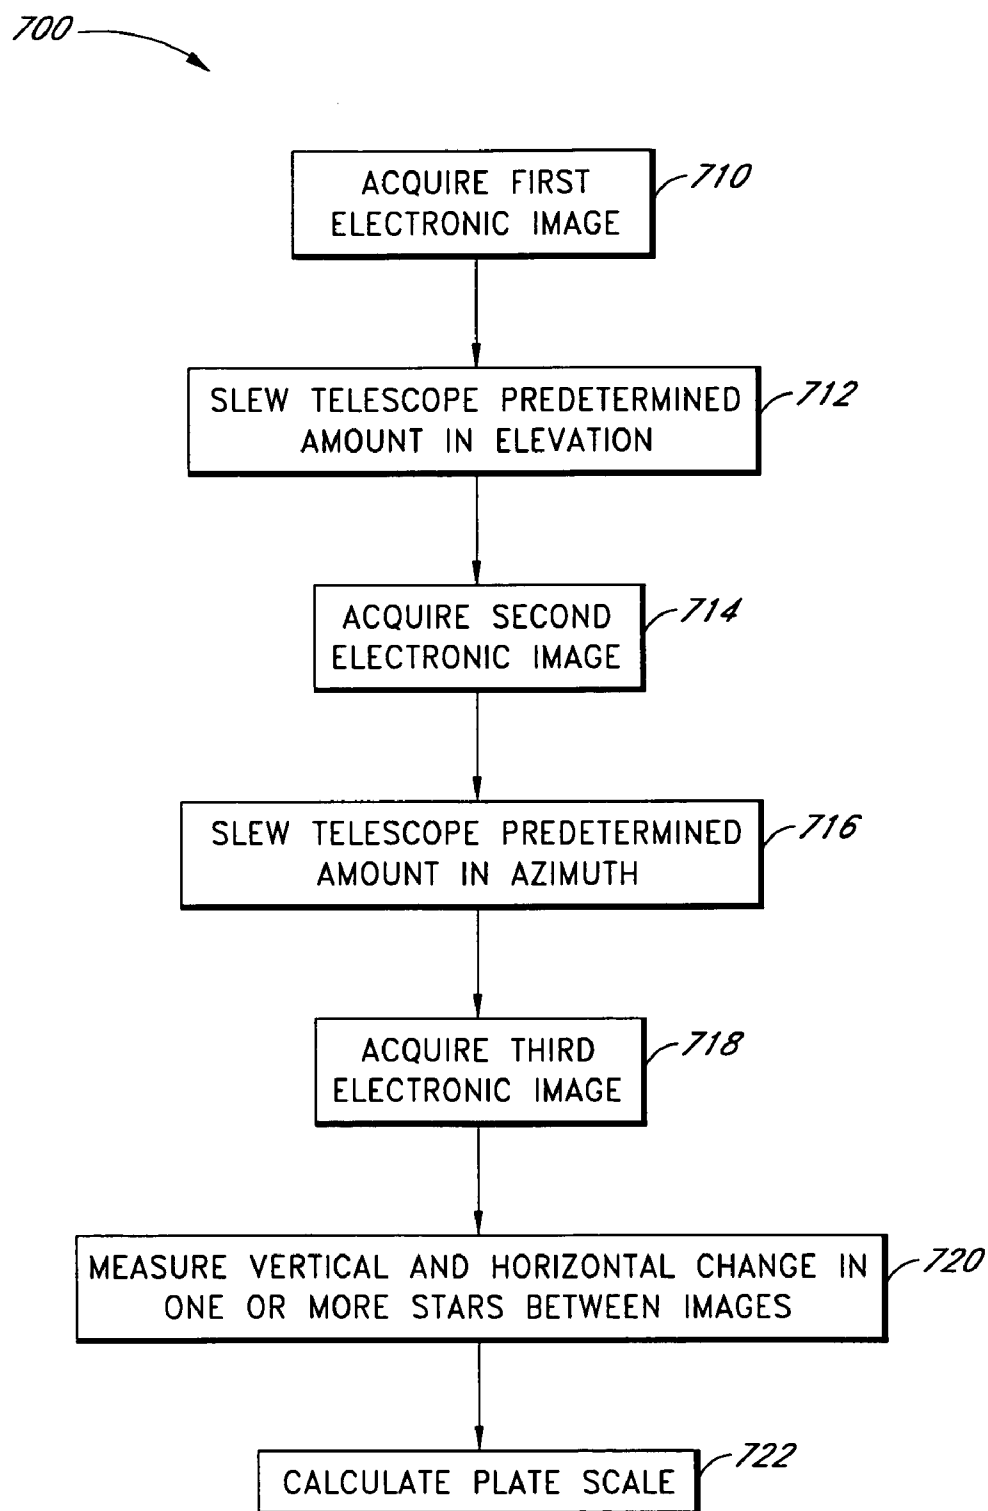 700
ACQUIRE FIRST
ELECTRONIC IMAGE
710
SLEW TELESCOPE PREDETERMINED
AMOUNT IN ELEVATION
712
ACQUIRE SECOND
ELECTRONIC IMAGE
714
SLEW TELESCOPE PREDETERMINED
AMOUNT IN AZIMUTH
716
ACQUIRE THIRD
ELECTRONIC IMAGE
718
MEASURE VERTICAL AND HORIZONTAL CHANGE IN
ONE OR MORE STARS BETWEEN IMAGES
720
CALCULATE PLATE SCALE
722